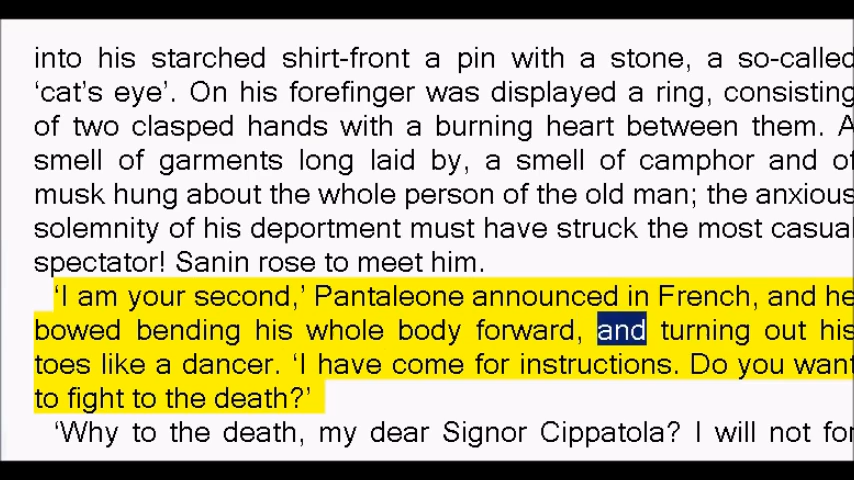 into his starched shirt-front a pin with a stone, a so-called
‘cat’s eye’. On his forefinger was displayed a ring, consisting
of two clasped hands with a burning heart between them. A
smell of garments long laid by, a smell of camphor and of
musk hung about the whole person of the old man; the anxious
solemnity of his deportment must have struck the most casual
spectator! Sanin rose to meet him.
‘I am your second,’ Pantaleone announced in French, and he
bowed bending his whole body forward, and turning out his
toes like a dancer. ‘I have come for instructions. Do you want
to fight to the death?’
‘Why to the death, my dear Signor Cippatola? I will not for